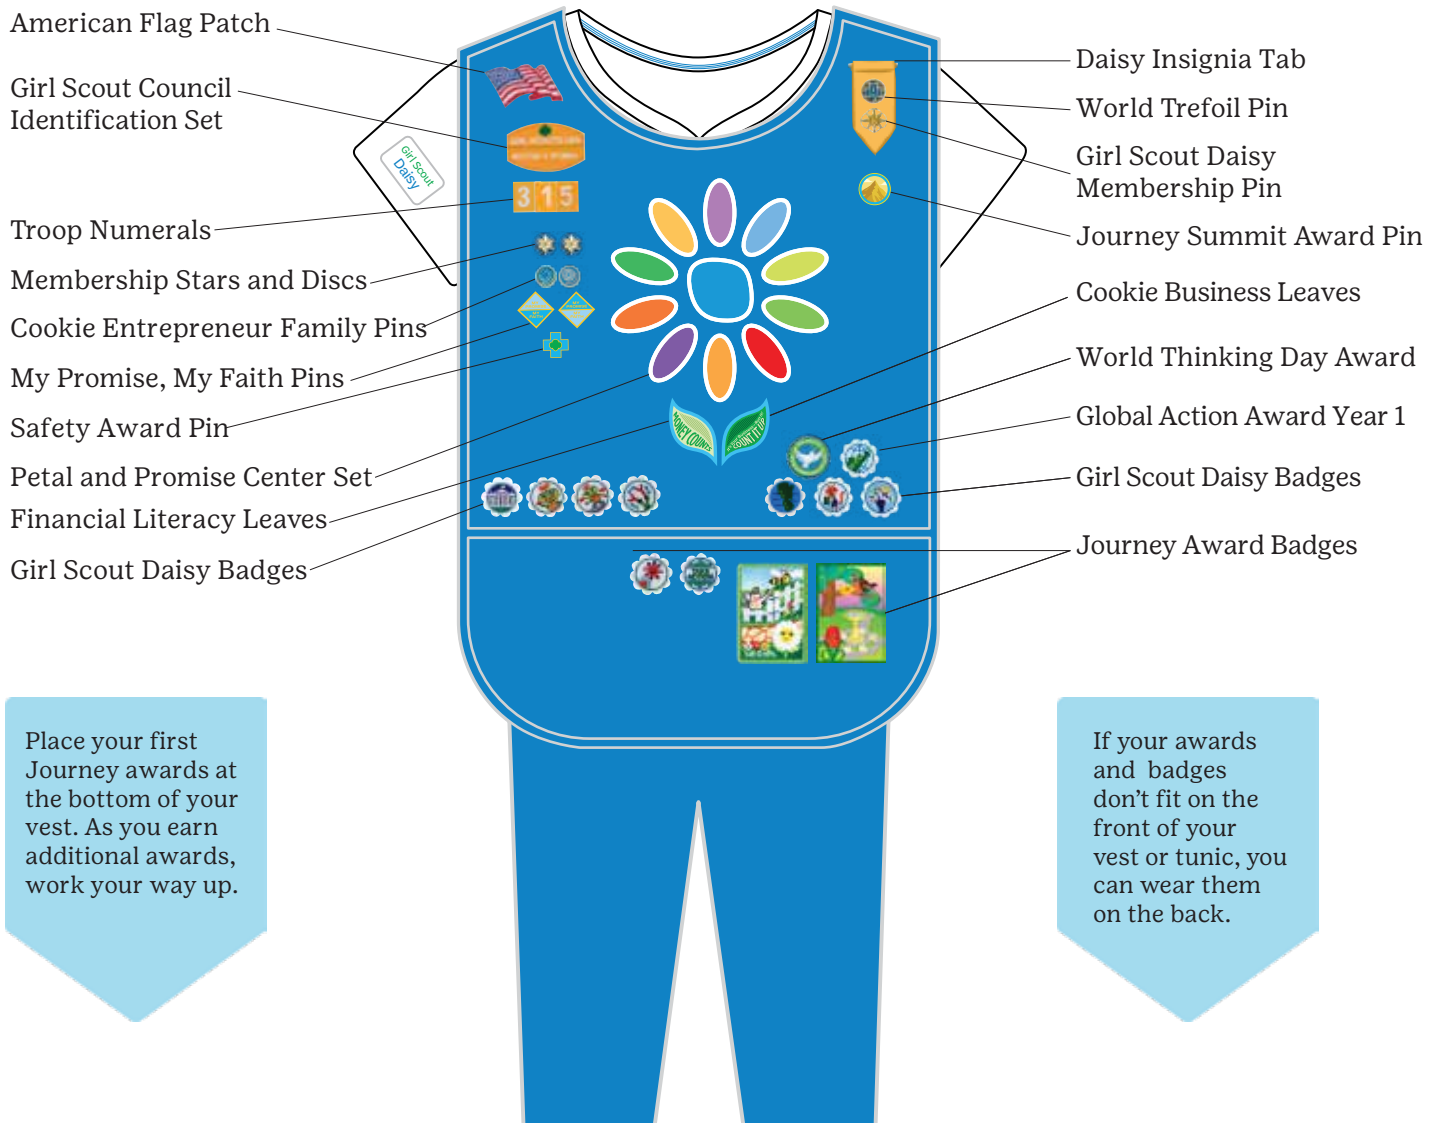 American Flag Patch
Girl Scout Council
Identification Set
Troop Numerals
Membership Stars and Discs
Cookie Entrepreneur Family Pins
My Promise, My Faith Pins
Safety Award Pin
Petal and Promise Center Set
Financial Literacy Leaves
Girl Scout Daisy Badges
Girl Scout
Daisy
315
MONEY COUNTS
Daisy Insignia Tab
World Trefoil Pin
Girl Scout Daisy
Membership Pin
Journey Summit Award Pin
Cookie Business Leaves
World Thinking Day Award
Global Action Award Year 1
Girl Scout Daisy Badges
Journey Award Badges
Place your first
Journey awards at
the bottom of your
vest. As you earn
additional awards,
work your way up.
If your awards
and badges
don’t fit on the
front of your
vest or tunic, you
can wear them
on the back.